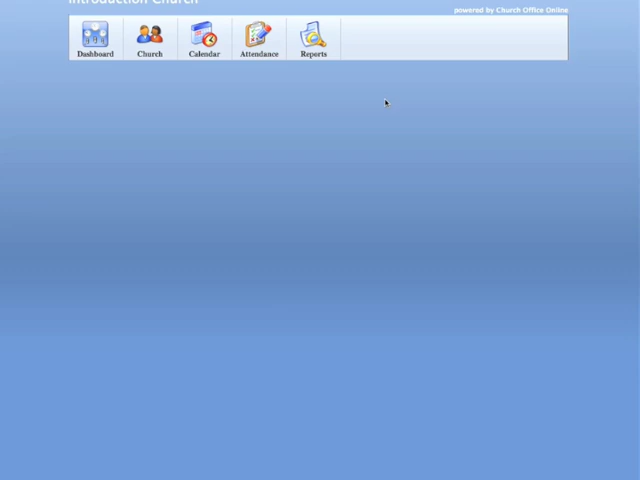 Introduction Church
powered by Church Office Online
Dashboard
Church
Calendar
Attendance
Reports